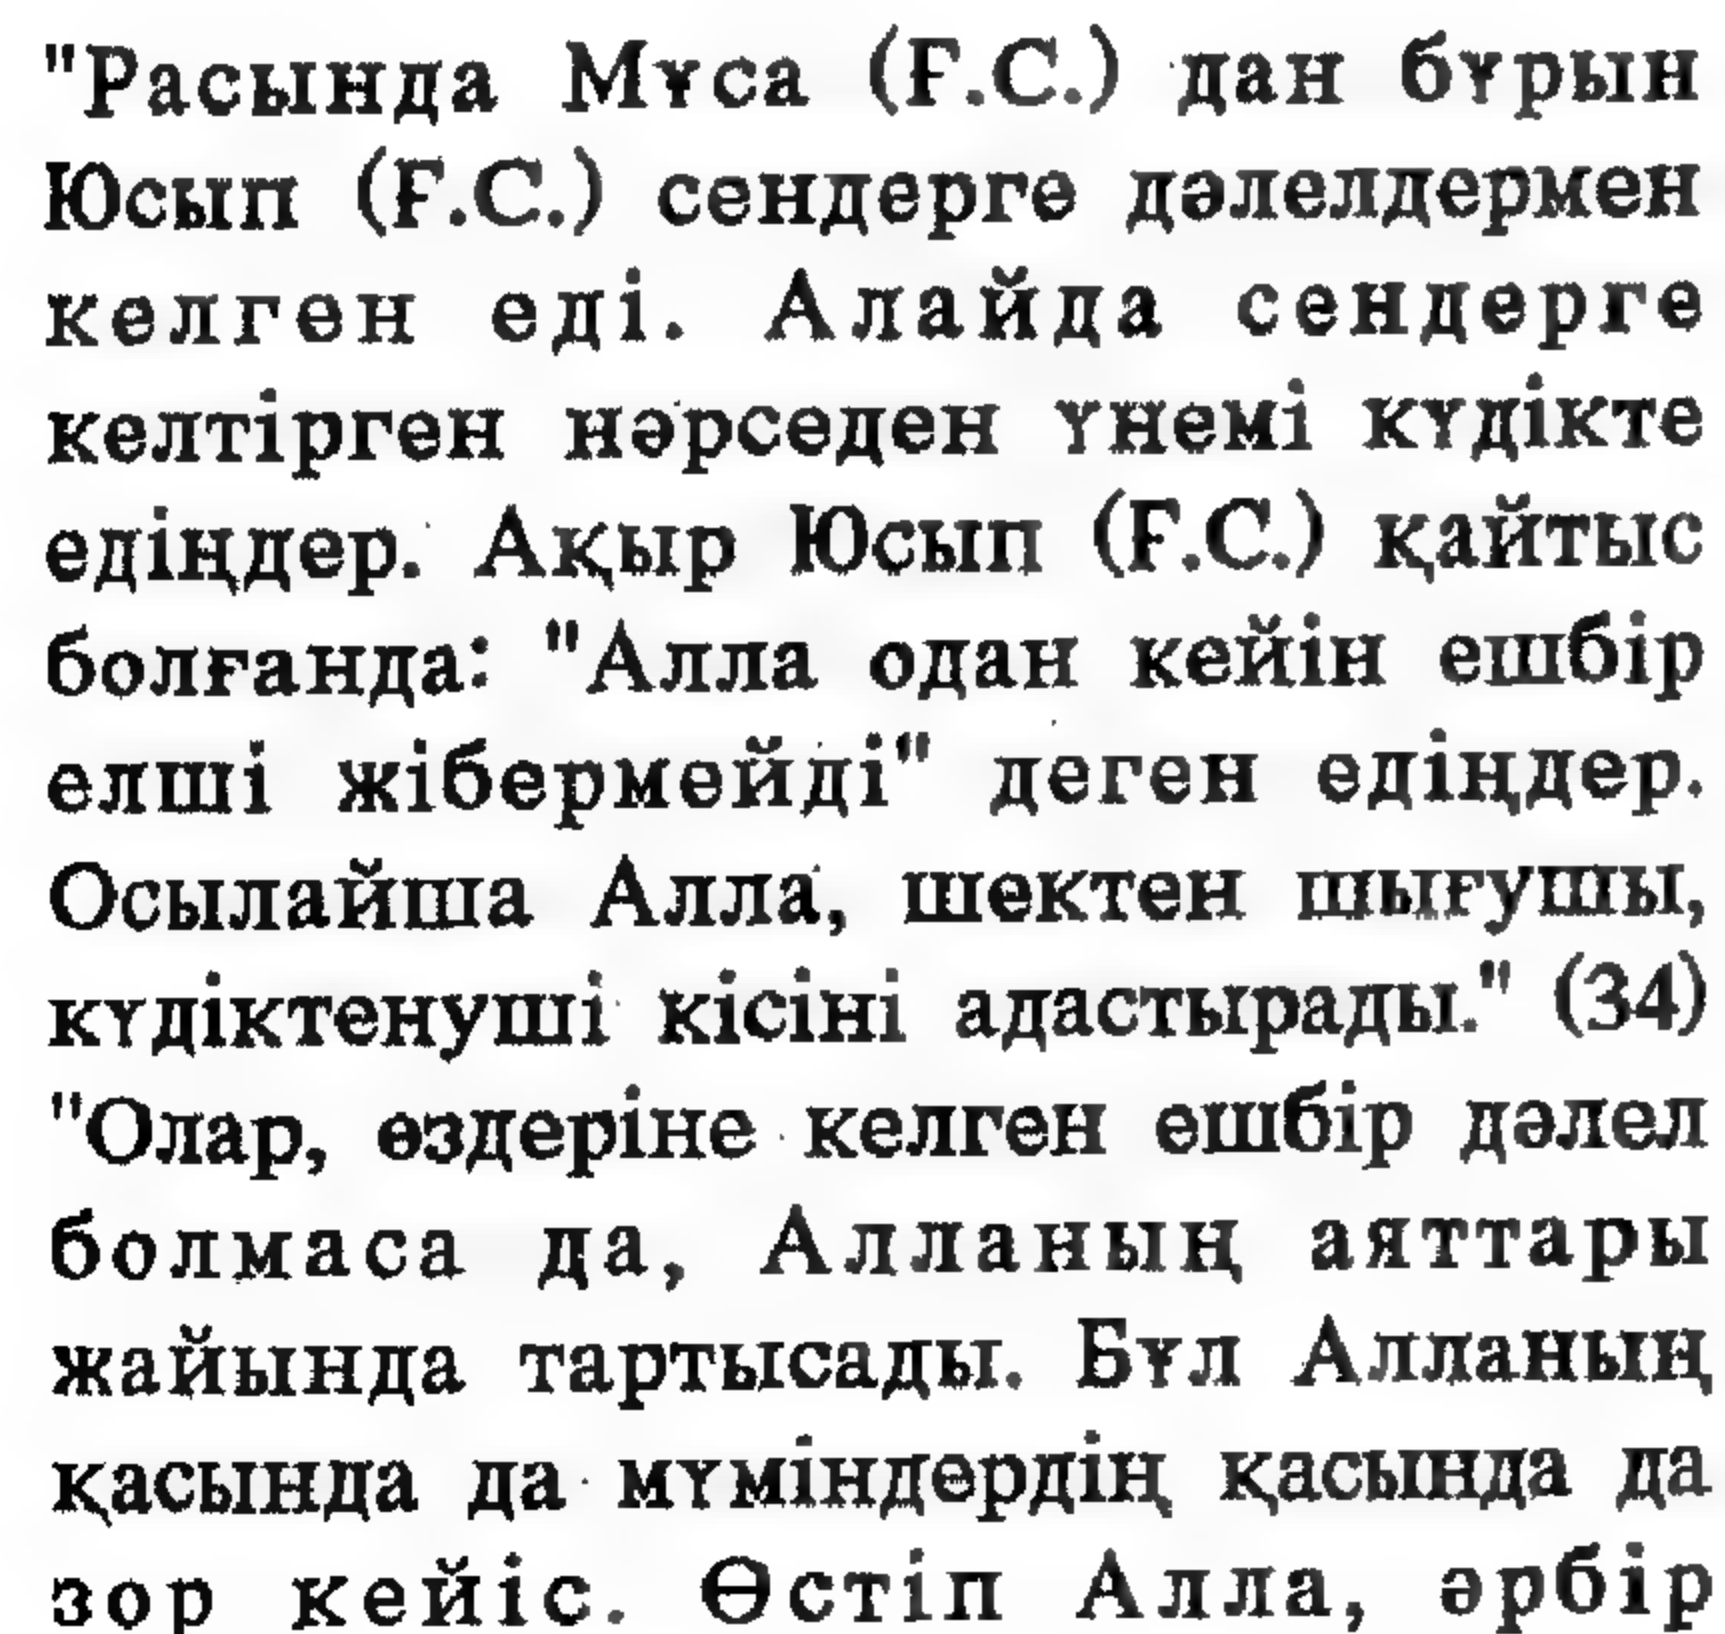 "Расында Мұса (Ғ.С.) дан бұрын
Юсып (Ғ.С.) сендерге дәлелдермен
келген еді. Алайда сендерге
келтірген нәрседен үнемі күдікте
едіңдер. Ақыр Юсып (Ғ.С.) қайтыс
болғанда: "Алла одан кейін ешбір
елші жібермейді" деген едіңдер.
Осылайша Алла, шектен шығушы,
күдіктенуші кісіні адастырады." (34)
"Олар, өздеріне келген ешбір дәлел
болмаса да, Алланың аяттары
жайында тартысады. Бұл Алланың
қасында да мүміндердің қасында да
зор кейіс. Өстіп Алла, әрбір